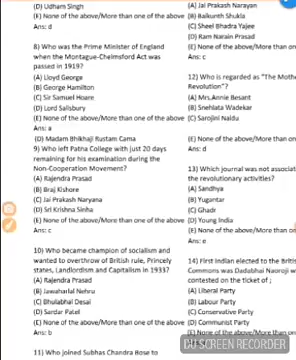 (D) Udham Singh
(E) None of the above/More than one of the above
Ans: d
8) Who was the Prime Minister of England
when the Montague-Chelmsford Act was
passed in 1919?
(A) Lloyd George
(B) George Hamilton
(C) Sir Samuel Hoare
(D) Lord Salisbury
(E) None of the above/More than one of the above
Ans: a
(D) Madam Bhikhaji Rustam Cama
9) Who left Patna College with just 20 days
remaining for his examination during the
Non-Cooperation Movement?
(A) Rajendra Prasad
(B) Braj Kishore
(C) Jai Prakash Naryana
(D) Sri Krishna Sinha
(E) None of the above/More than one of the above
Ans: c
10) Who became champion of socialism and
wanted to overthrow of British rule, Princely
states, Landlordism and Capitalism in 1933?
(A) Rajendra Prasad
(B) Jawaharlal Nehru
(C) Bhulabhai Desai
(D) Sardar Patel
(E) None of the above/More than one of the above
Ans: b
11) Who joined Subhas Chandra Bose to
(A) Jai Prakash Narayan
(B) Baikunth Shukla
(C) Sheel Bhadra Yajee
(D) Ram Narain Prasad
(E) None of the above/More than on
Ans: c
12) Who is regarded as "The Moth
Revolution"?
(A) Mrs.Annie Besant
(B) Snehlata Wadekar
(C) Sarojini Naidu
(E) None of the above/More than on
Ans: d
13) Which journal was not associat
the revolutionary activities?
(A) Sandhya
(B) Yugantar
(C) Ghadr
(D) Young India
(E) None of the above/More than on
Ans: e
14) First Indian elected to the Britis
Commons was Dadabhai Naoroji w
contested on the ticket of ;
(A) Liberal Party
(B) Labour Party
(C) Conservative Party
(D) Communist Party
(E) None of the above/More than on
DU SCREEN RECORDER